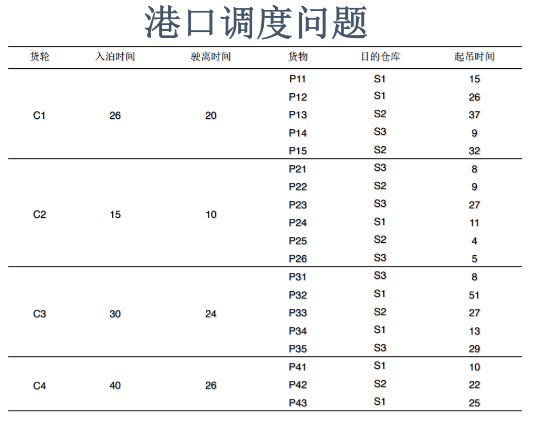 港口调度问题
货轮 入泊时间 驶离时间 货物 目的仓库 起吊时间
P11 S1 15
P12 S1 26
C1 26 20 P13 S2 37
P14 S3 9
P15 S2 32
P21 S3 8
P22 S2 9
P23 S3 27
C2 15 10 P24 S1 11
P25 S2 4
P26 S3 5
P31 S3 8
P32 S1 51
C3 30 24 P33 S2 27
P34 S1 13
P35 S3 29
P41 S1 10
C4 40 26 P42 S2 22
P43 S1 25